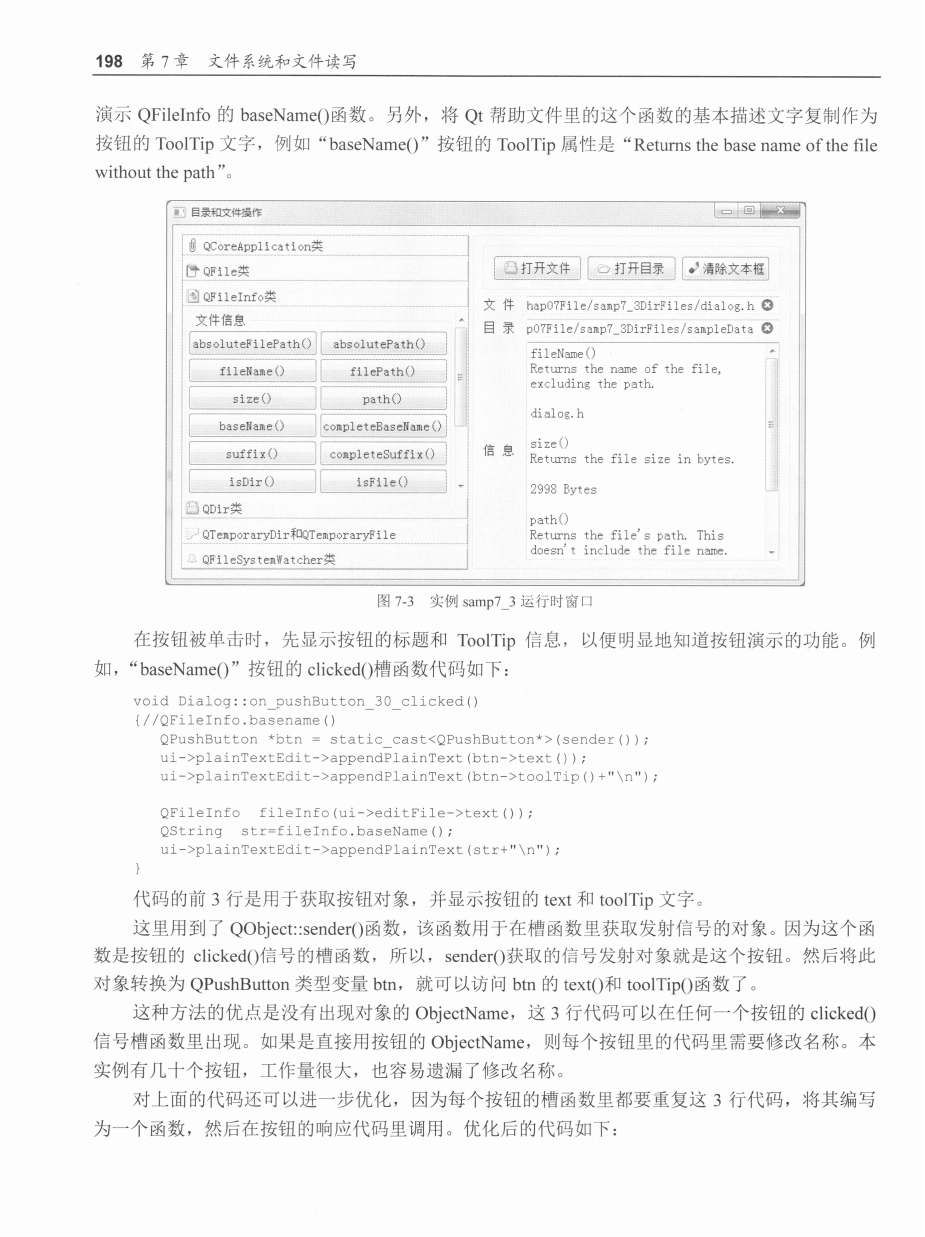 198 第 7 章 文件系统和文件读写
演示 QFileInfo 的 baseName()函数。另外，将 Qt 帮助文件里的这个函数的基本描述文字复制作为
按钮的 ToolTip 文字，例如“baseName()”按钮的 ToolTip 属性是“Returns the base name of the file
without the path”。
目录和文件操作
QCoreApplication类
QFile类
QFileInfo类
文件信息
absoluteFilePath() absolutePath()
fileName() filePath()
size() path()
baseName() completeBaseName()
suffix() completeSuffix()
isDir() isFile()
QDir类
QTemporaryDir和QTemporaryFile
QFileSystemWatcher类
打开文件 打开目录 清除文本框
文 件 hap07File/samp7_3DirFiles/dialog.h
目 录 p07File/samp7_3DirFiles/sampleData
信 息
fileName()
Returns the name of the file,
excluding the path.
dialog.h
size()
Returns the file size in bytes.
2998 Bytes
path()
Returns the file's path. This
doesn't include the file name.
图 7-3 实例 samp7_3 运行时窗口
在按钮被单击时，先显示按钮的标题和 ToolTip 信息，以便明显地知道按钮演示的功能。例
如，“baseName()”按钮的 clicked()槽函数代码如下：
void Dialog::on_pushButton_30_clicked()
{//QFileInfo.basename()
QPushButton *btn = static_cast<QPushButton*>(sender());
ui->plainTextEdit->appendPlainText(btn->text());
ui->plainTextEdit->appendPlainText(btn->toolTip()+"\n");
QFileInfo fileInfo(ui->editFile->text());
QString str=fileInfo.baseName();
ui->plainTextEdit->appendPlainText(str+"\n");
}
代码的前 3 行是用于获取按钮对象，并显示按钮的 text 和 toolTip 文字。
这里用到了 QObject::sender()函数，该函数用于在槽函数里获取发射信号的对象。因为这个函
数是按钮的 clicked()信号的槽函数，所以，sender()获取的信号发射对象就是这个按钮。然后将此
对象转换为 QPushButton 类型变量 btn，就可以访问 btn 的 text()和 toolTip()函数了。
这种方法的优点是没有出现对象的 ObjectName，这 3 行代码可以在任何一个按钮的 clicked()
信号槽函数里出现。如果是直接用按钮的 ObjectName，则每个按钮里的代码里需要修改名称。本
实例有几十个按钮，工作量很大，也容易遗漏了修改名称。
对上面的代码还可以进一步优化，因为每个按钮的槽函数里都要重复这 3 行代码，将其编写
为一个函数，然后在按钮的响应代码里调用。优化后的代码如下：